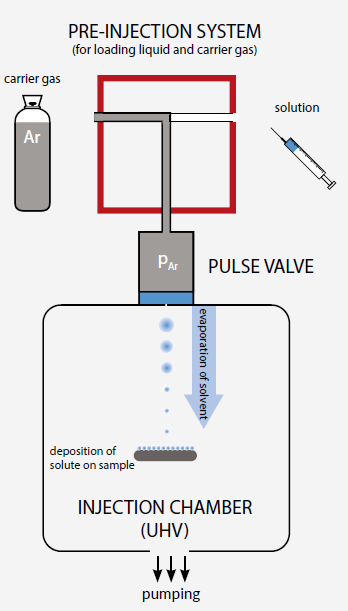 PRE-INJECTION SYSTEM
(for loading liquid and carrier gas)
carrier gas
Ar
solution
pAr
PULSE VALVE
evaporation of
solvent
deposition of
solute on sample
INJECTION CHAMBER
(UHV)
pumping